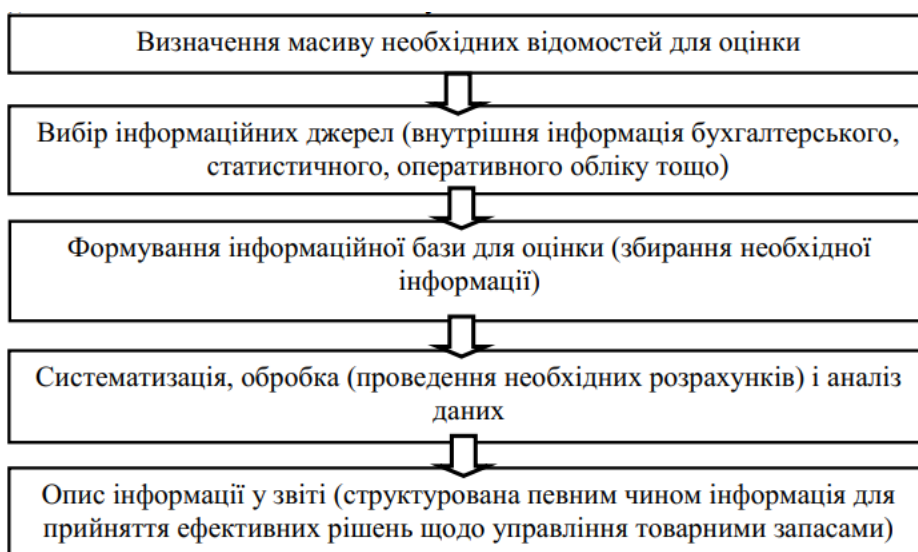 Визначення масиву необхідних відомостей для оцінки
Вибір інформаційних джерел (внутрішня інформація бухгалтерського,
статистичного, оперативного обліку тощо)
Формування інформаційної бази для оцінки (збирання необхідної
інформації)
Систематизація, обробка (проведення необхідних розрахунків) і аналіз
даних
Опис інформації у звіті (структурована певним чином інформація для
прийняття ефективних рішень щодо управління товарними запасами)